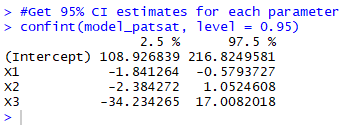 > #Get 95% CI estimates for each parameter
> confint(model_patsat, level = 0.95)
2.5 % 97.5 %
(Intercept) 108.926839 216.8249581
X1 -1.841264 -0.5793727
X2 -2.384272 1.0524608
X3 -34.234265 17.0082018
>